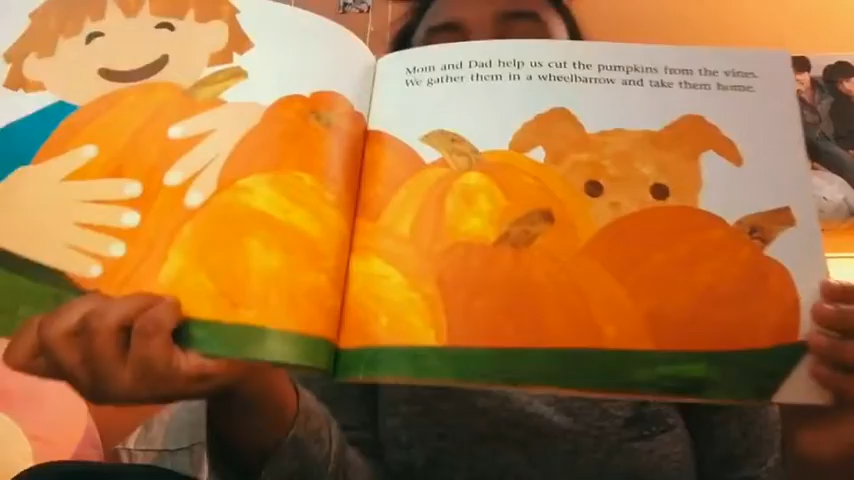 Mom and Dad help us cut the pumpkins from the vines.
We gather them in a wheelbarrow and take them home.